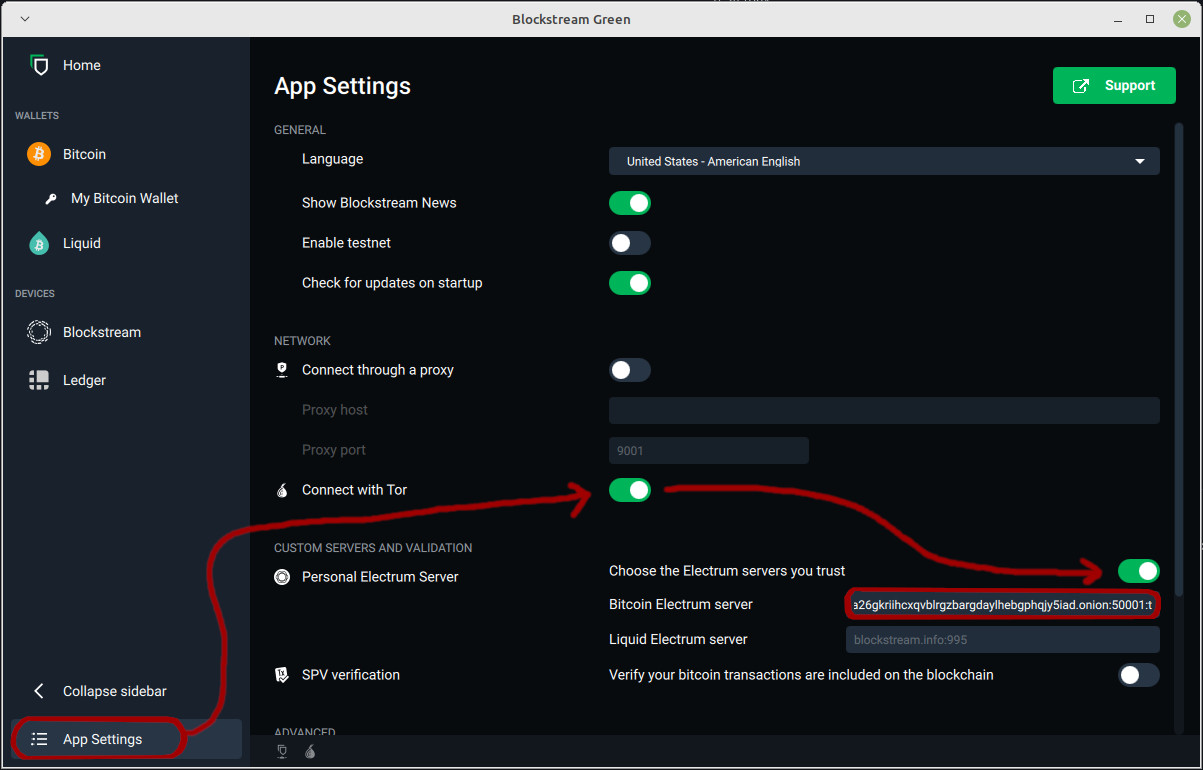 Blockstream Green
Home
WALLETS
Bitcoin
My Bitcoin Wallet
Liquid
DEVICES
Blockstream
Ledger
Collapse sidebar
App Settings
App Settings
Support
GENERAL
Language
United States - American English
Show Blockstream News
Enable testnet
Check for updates on startup
NETWORK
Connect through a proxy
Proxy host
Proxy port
9001
Connect with Tor
CUSTOM SERVERS AND VALIDATION
Personal Electrum Server
Choose the Electrum servers you trust
Bitcoin Electrum server
a26gkriihcxqvblrgzbargdaylhebgphqjy5iad.onion:50001:t
Liquid Electrum server
blockstream.info:995
SPV verification
Verify your bitcoin transactions are included on the blockchain
ADVANCED